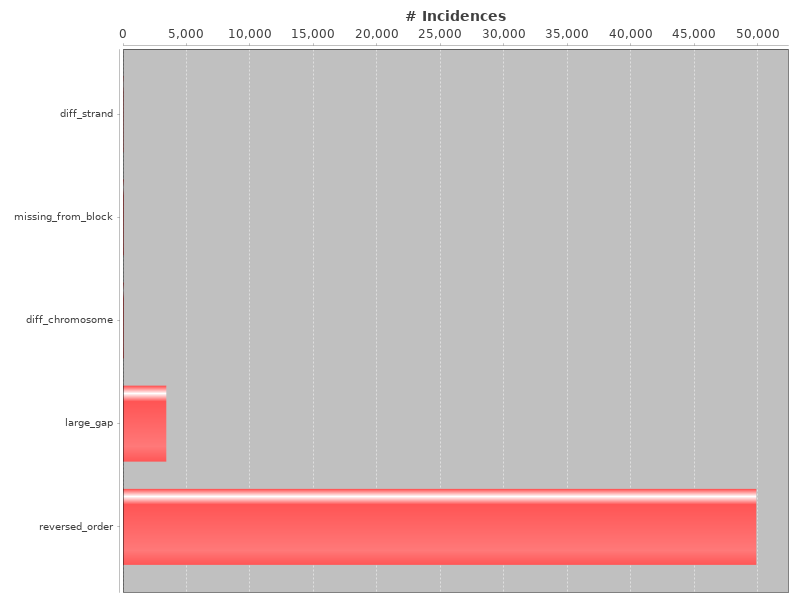 # Incidences
0 5,000 10,000 15,000 20,000 25,000 30,000 35,000 40,000 45,000 50,000
diff_strand
missing_from_block
diff_chromosome
large_gap
reversed_order